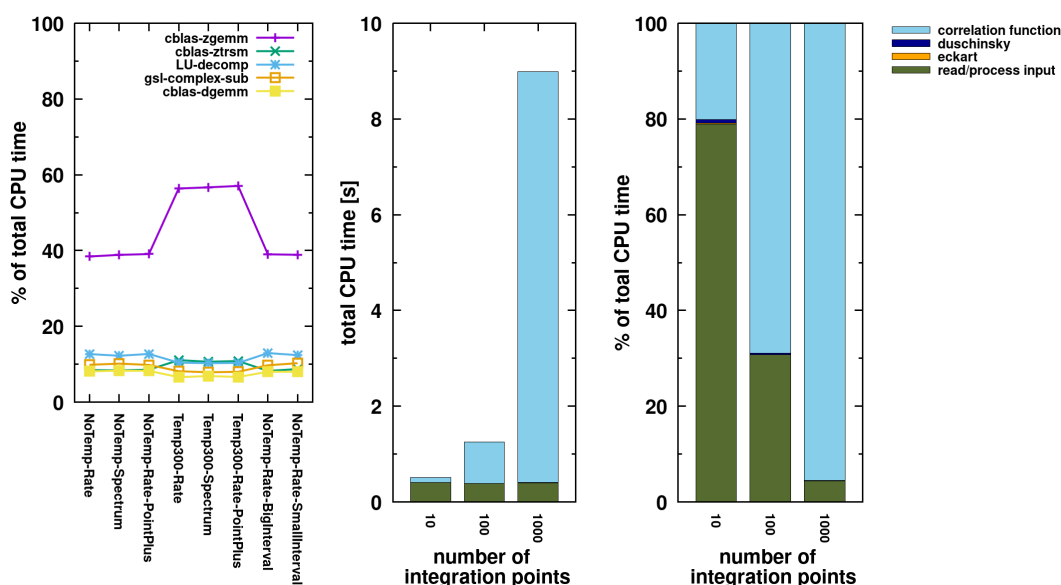 % of total CPU time
100
80
60
40
20
0
cblas-zgemm
cblas-ztrsm
LU-decomp
gsl-complex-sub
cblas-dgemm
NoTemp-Rate
NoTemp-Spectrum
NoTemp-Rate-PointPlus
Temp300-Rate
Temp300-Spectrum
Temp300-Rate-PointPlus
NoTemp-Rate-BigInterval
NoTemp-Rate-SmallInterval
total CPU time [s]
10
8
6
4
2
0
10
100
1000
number of
integration points
% of toal CPU time
100
80
60
40
20
0
10
100
1000
number of
integration points
correlation function
duschinsky
eckart
read/process input